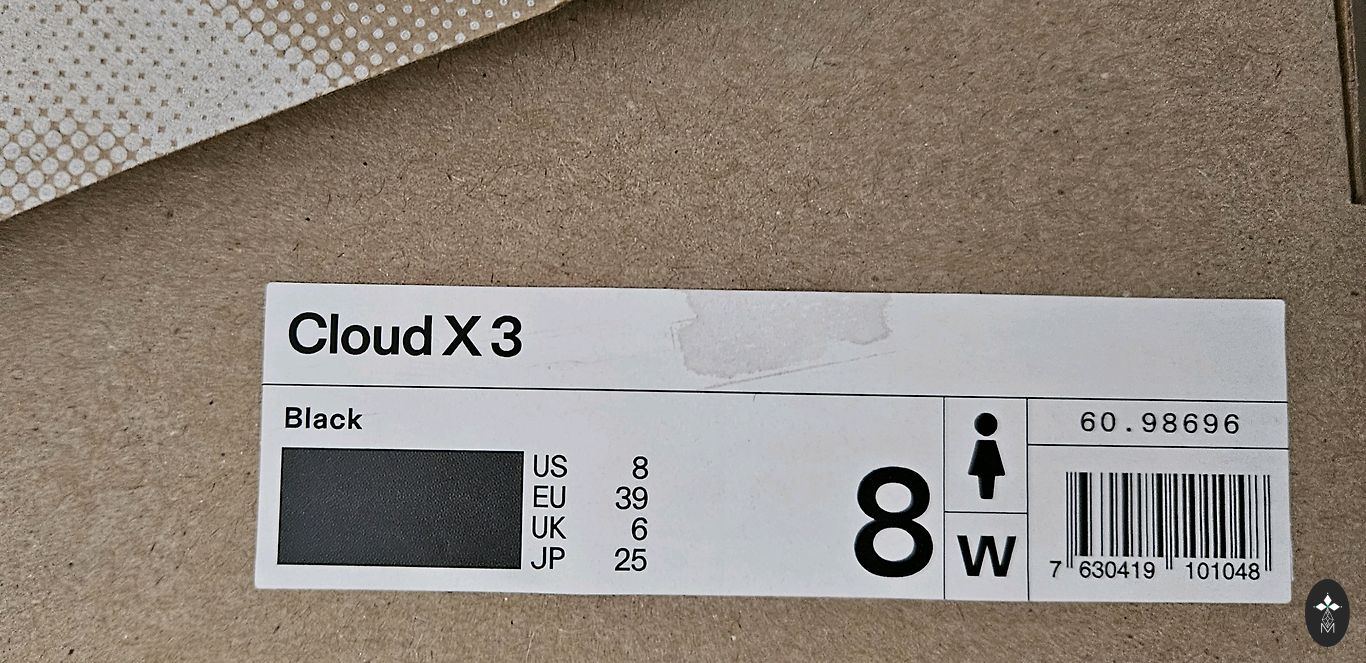 Cloud X 3
Black
US 8
EU 39
UK 6
JP 25
8
W
60.98696
7 630419 101048
M